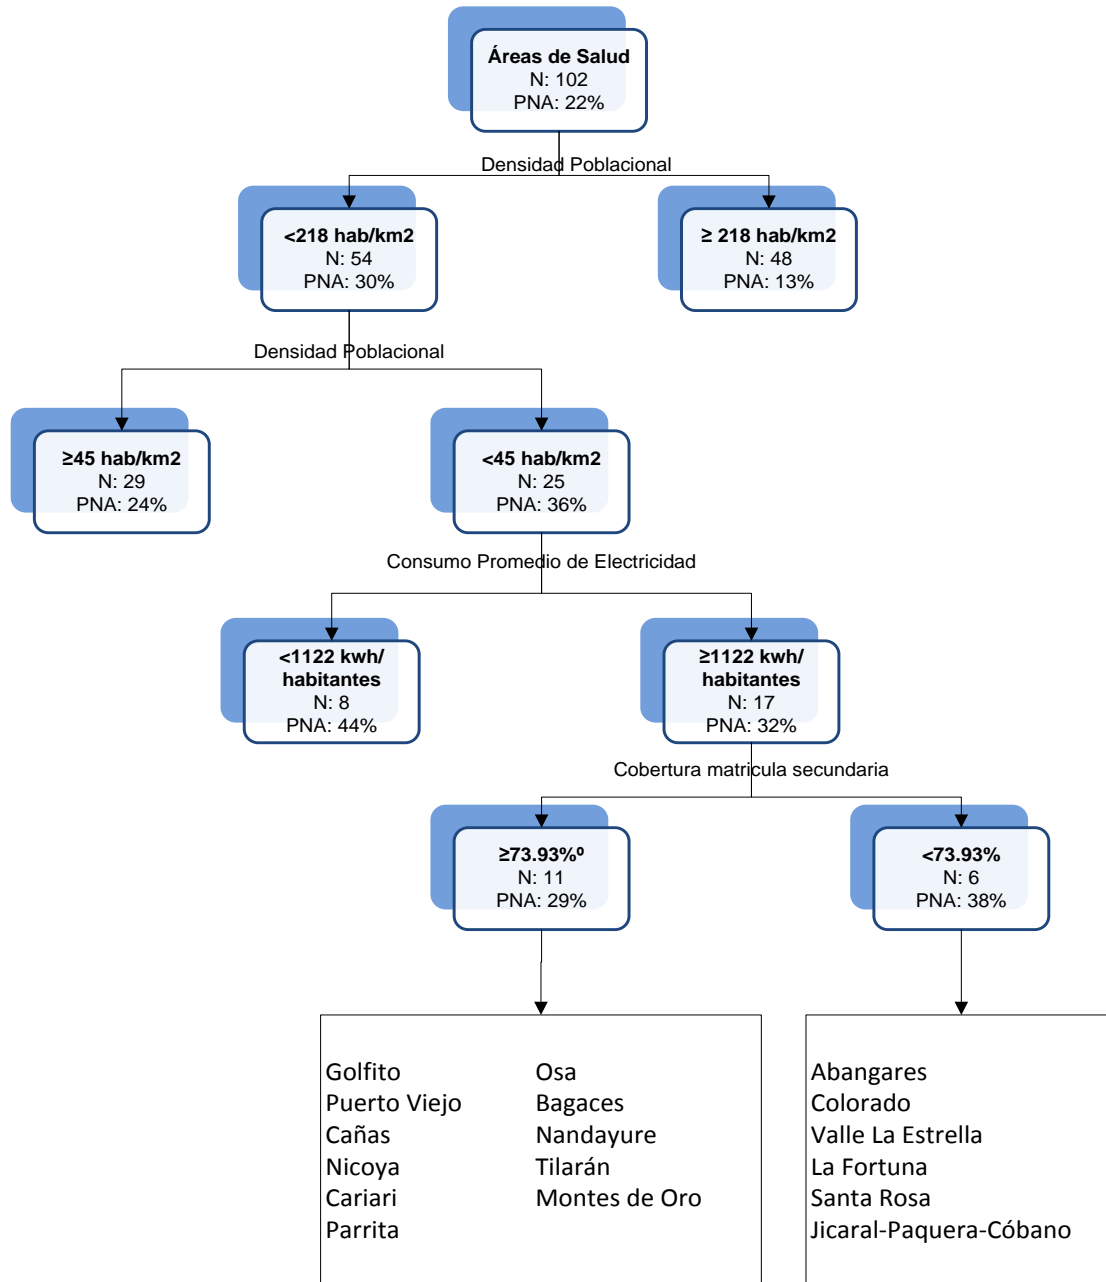 Áreas de Salud
N: 102
PNA: 22%
Densidad Poblacional
<218 hab/km2
N: 54
PNA: 30%
≥ 218 hab/km2
N: 48
PNA: 13%
Densidad Poblacional
≥45 hab/km2
N: 29
PNA: 24%
<45 hab/km2
N: 25
PNA: 36%
Consumo Promedio de Electricidad
<1122 kwh/
habitantes
N: 8
PNA: 44%
≥1122 kwh/
habitantes
N: 17
PNA: 32%
Cobertura matricula secundaria
≥73.93%º
N: 11
PNA: 29%
<73.93%
N: 6
PNA: 38%
Golfito
Puerto Viejo
Cañas
Nicoya
Cariari
Parrita
Osa
Bagaces
Nandayure
Tilarán
Montes de Oro
Abangares
Colorado
Valle La Estrella
La Fortuna
Santa Rosa
Jicaral-Paquera-Cóbano